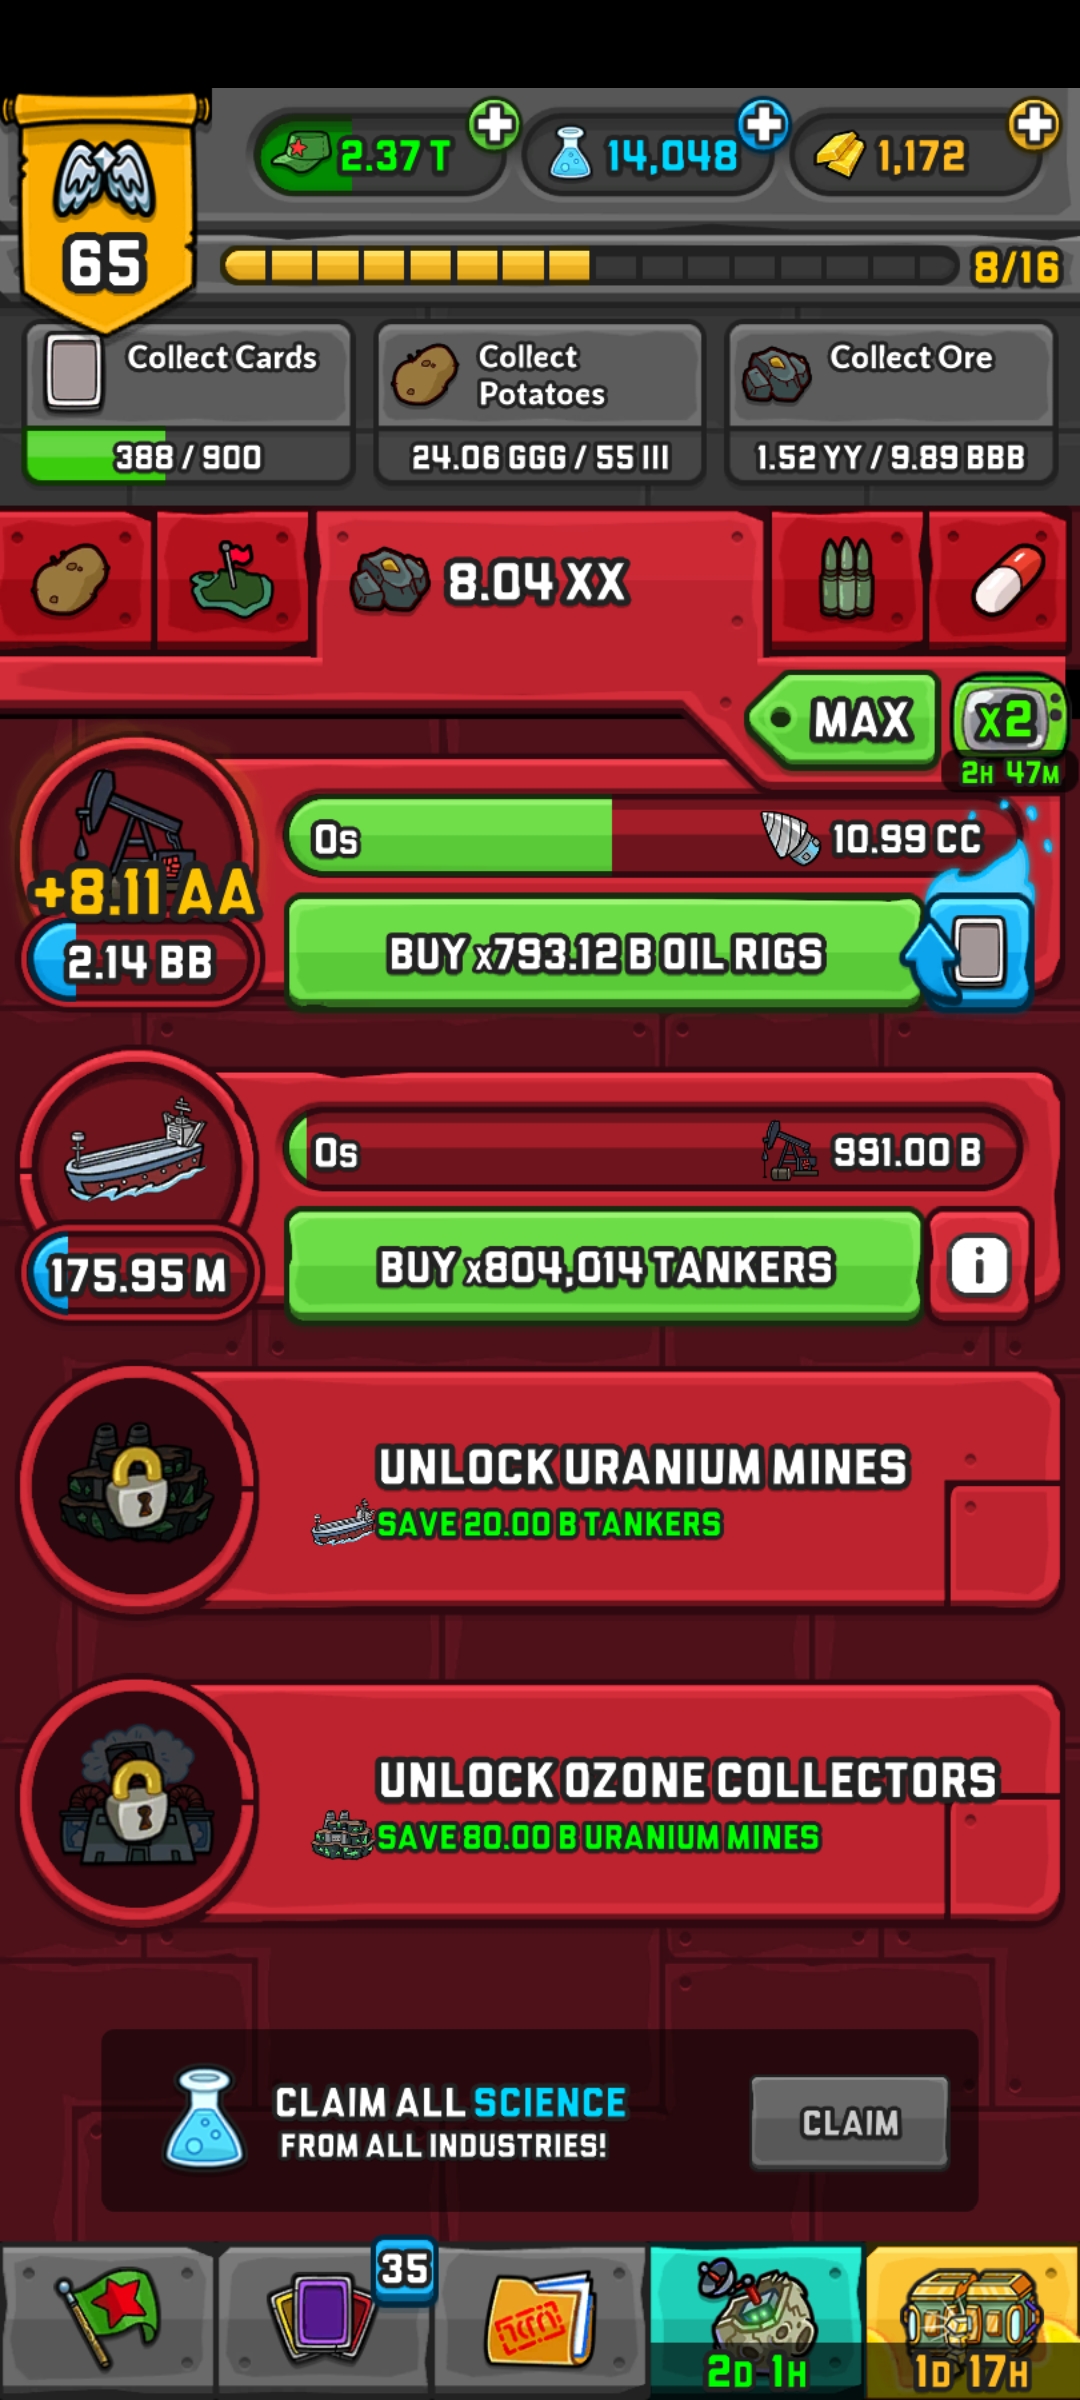 65
2.37 T
14,048
1,172
8/16
Collect Cards
388 / 900
Collect
Potatoes
24.06 GGG / 55 III
Collect Ore
1.52 YY / 9.89 BBB
8.04 XX
MAX
x2
2H 47M
0s
10.99 CC
+8.11 AA
2.14 BB
BUY x793.12 B OIL RIGS
0s
991.00 B
175.95 M
BUY x804,014 TANKERS
i
UNLOCK URANIUM MINES
SAVE 20.00 B TANKERS
UNLOCK OZONE COLLECTORS
SAVE 80.00 B URANIUM MINES
CLAIM ALL SCIENCE
FROM ALL INDUSTRIES!
CLAIM
35
2D 1H
1D 17H